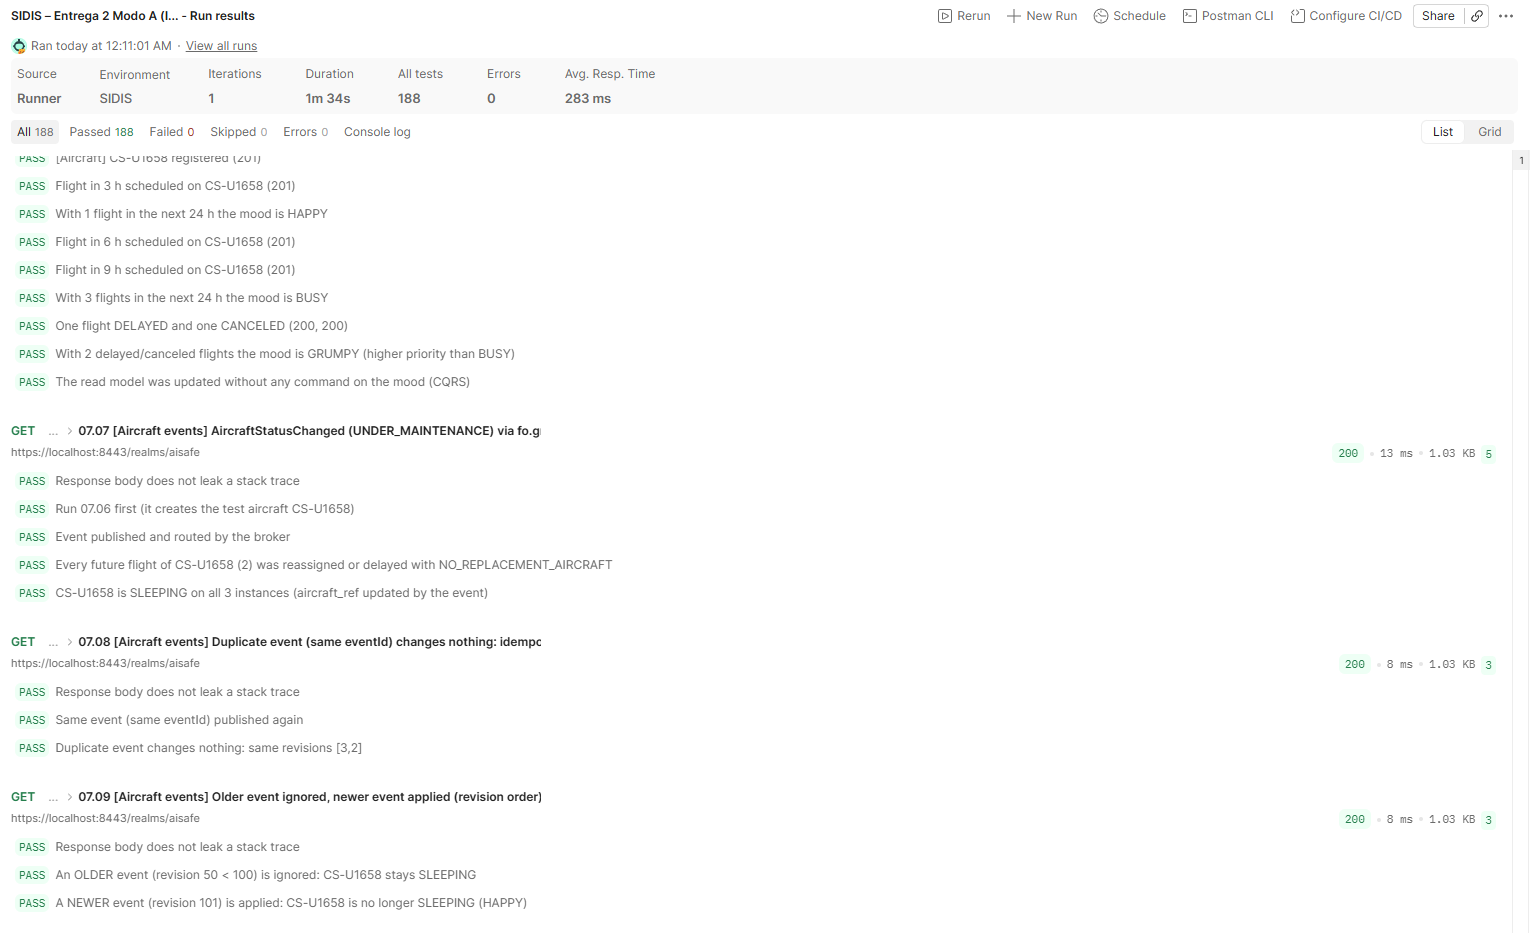 SIDIS – Entrega 2 Modo A (I... - Run results
Rerun
New Run
Schedule
Postman CLI
Configure CI/CD
Share
Ran today at 12:11:01 AM · View all runs
Source Environment Iterations Duration All tests Errors Avg. Resp. Time
Runner SIDIS 1 1m 34s 188 0 283 ms
All 188 Passed 188 Failed 0 Skipped 0 Errors 0 Console log
List Grid
1
PASS [Aircraft] CS-U1658 registered (201)
PASS Flight in 3 h scheduled on CS-U1658 (201)
PASS With 1 flight in the next 24 h the mood is HAPPY
PASS Flight in 6 h scheduled on CS-U1658 (201)
PASS Flight in 9 h scheduled on CS-U1658 (201)
PASS With 3 flights in the next 24 h the mood is BUSY
PASS One flight DELAYED and one CANCELED (200, 200)
PASS With 2 delayed/canceled flights the mood is GRUMPY (higher priority than BUSY)
PASS The read model was updated without any command on the mood (CQRS)
GET ... > 07.07 [Aircraft events] AircraftStatusChanged (UNDER_MAINTENANCE) via fo.g
https://localhost:8443/realms/aisafe 200 • 13 ms • 1.03 KB 5
PASS Response body does not leak a stack trace
PASS Run 07.06 first (it creates the test aircraft CS-U1658)
PASS Event published and routed by the broker
PASS Every future flight of CS-U1658 (2) was reassigned or delayed with NO_REPLACEMENT_AIRCRAFT
PASS CS-U1658 is SLEEPING on all 3 instances (aircraft_ref updated by the event)
GET ... > 07.08 [Aircraft events] Duplicate event (same eventId) changes nothing: idempo
https://localhost:8443/realms/aisafe 200 • 8 ms • 1.03 KB 3
PASS Response body does not leak a stack trace
PASS Same event (same eventId) published again
PASS Duplicate event changes nothing: same revisions [3,2]
GET ... > 07.09 [Aircraft events] Older event ignored, newer event applied (revision order)
https://localhost:8443/realms/aisafe 200 • 8 ms • 1.03 KB 3
PASS Response body does not leak a stack trace
PASS An OLDER event (revision 50 < 100) is ignored: CS-U1658 stays SLEEPING
PASS A NEWER event (revision 101) is applied: CS-U1658 is no longer SLEEPING (HAPPY)